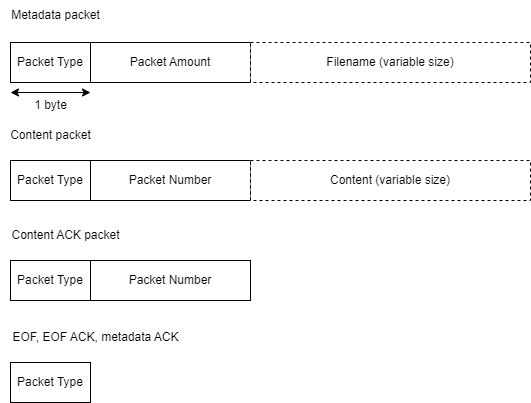 Metadata packet
Packet Type Packet Amount Filename (variable size)
1 byte
Content packet
Packet Type Packet Number Content (variable size)
Content ACK packet
Packet Type Packet Number
EOF, EOF ACK, metadata ACK
Packet Type